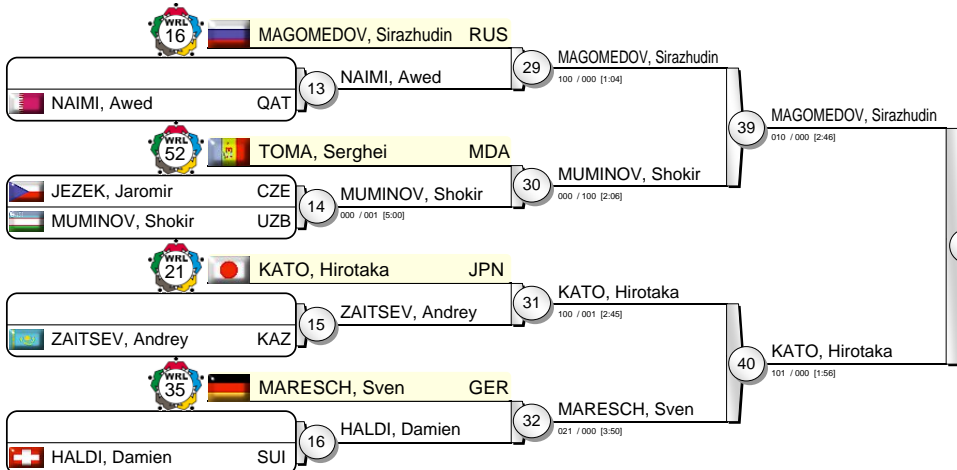 WRL
16
MAGOMEDOV, Sirazhudin RUS
29
MAGOMEDOV, Sirazhudin
100 / 000 [1:04]
13
NAIMI, Awed
NAIMI, Awed QAT
39
MAGOMEDOV, Sirazhudin
010 / 000 [2:46]
WRL
52
TOMA, Serghei MDA
30
MUMINOV, Shokir
000 / 100 [2:06]
JEZEK, Jaromir CZE
14
MUMINOV, Shokir
000 / 001 [5:00]
MUMINOV, Shokir UZB
WRL
21
KATO, Hirotaka JPN
31
KATO, Hirotaka
100 / 001 [2:45]
15
ZAITSEV, Andrey
ZAITSEV, Andrey KAZ
40
KATO, Hirotaka
101 / 000 [1:56]
WRL
35
MARESCH, Sven GER
32
MARESCH, Sven
021 / 000 [3:50]
16
HALDI, Damien
HALDI, Damien SUI